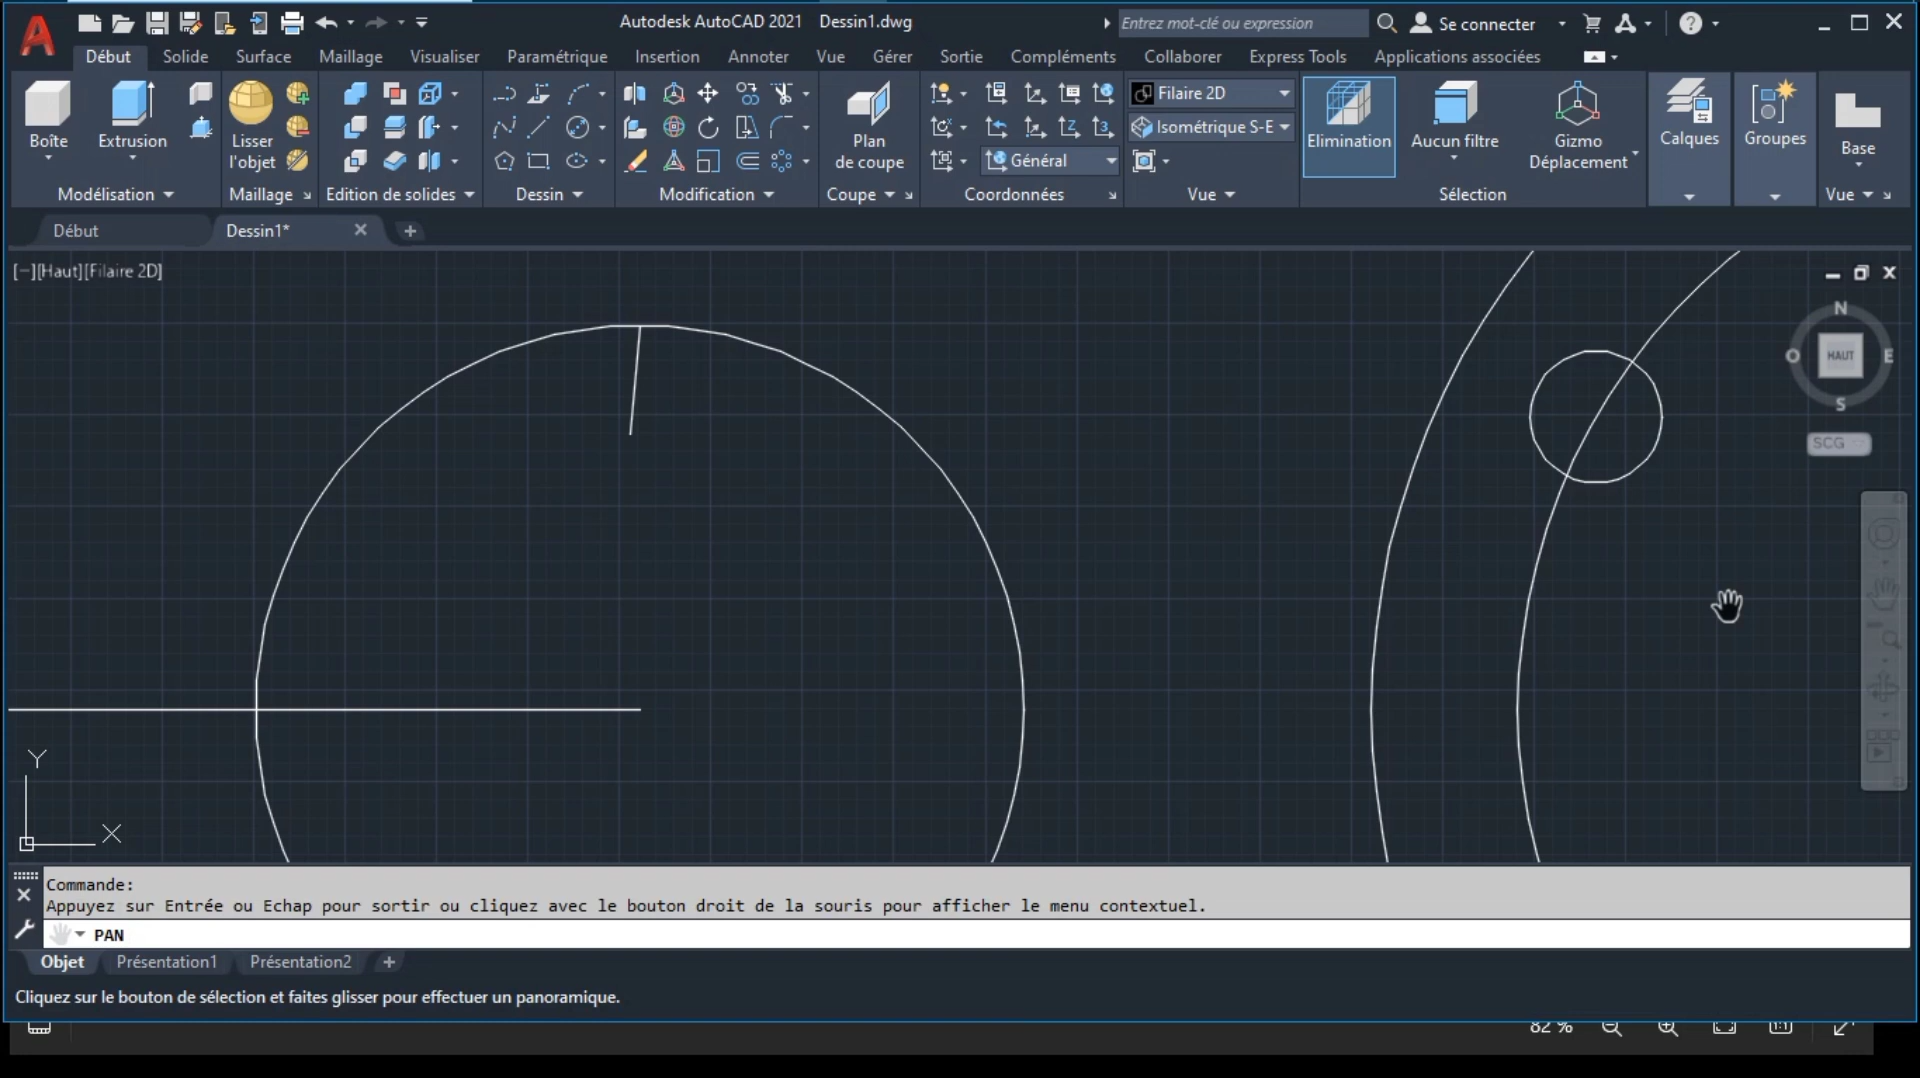 Autodesk AutoCAD 2021 Dessin1.dwg
Entrez mot-clé ou expression
Se connecter
Début Solide Surface Maillage Visualiser Paramétrique Insertion Annoter Vue Gérer Sortie Compléments Collaborer Express Tools Applications associées
Boîte
Extrusion
Lisser
l'objet
Plan
de coupe
Général
Filaire 2D
Isométrique S-E
Elimination
Aucun filtre
Gizmo
Déplacement
Calques
Groupes
Base
Modélisation Maillage Edition de solides Dessin Modification Coupe Coordonnées Vue Sélection Vue
Début Dessin1*
[−][Haut][Filaire 2D]
N
O HAUT E
S
SCG
Y
X
Commande:
Appuyez sur Entrée ou Echap pour sortir ou cliquez avec le bouton droit de la souris pour afficher le menu contextuel.
PAN
Objet Présentation1 Présentation2
Cliquez sur le bouton de sélection et faites glisser pour effectuer un panoramique.
82 %
1:1